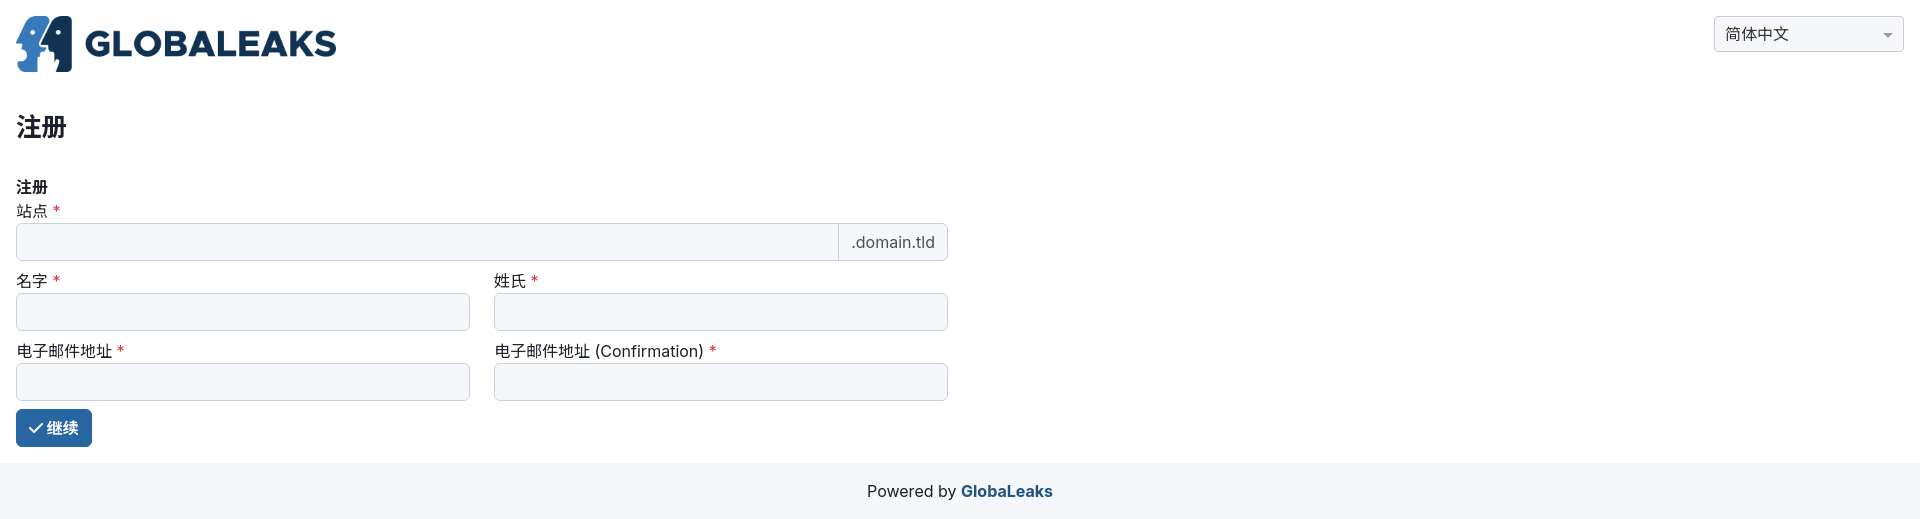 GLOBALEAKS
简体中文
注册
注册
站点 *
.domain.tld
名字 *
姓氏 *
电子邮件地址 *
电子邮件地址 (Confirmation) *
继续
Powered by GlobaLeaks